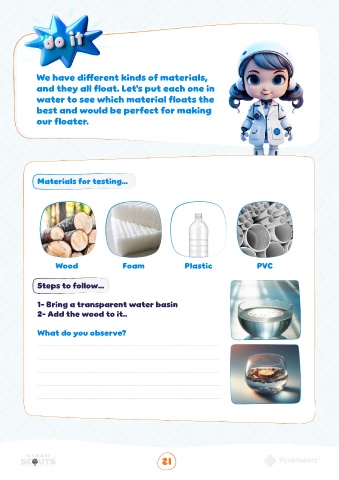 do it
We have different kinds of materials,
and they all float. Let's put each one in
water to see which material floats the
best and would be perfect for making
our floater.
Materials for testing...
Wood Foam Plastic PVC
Steps to follow...
1- Bring a transparent water basin
2- Add the wood to it..
What do you observe?
OCEAN
SCOUTS
21
Pyramakerz